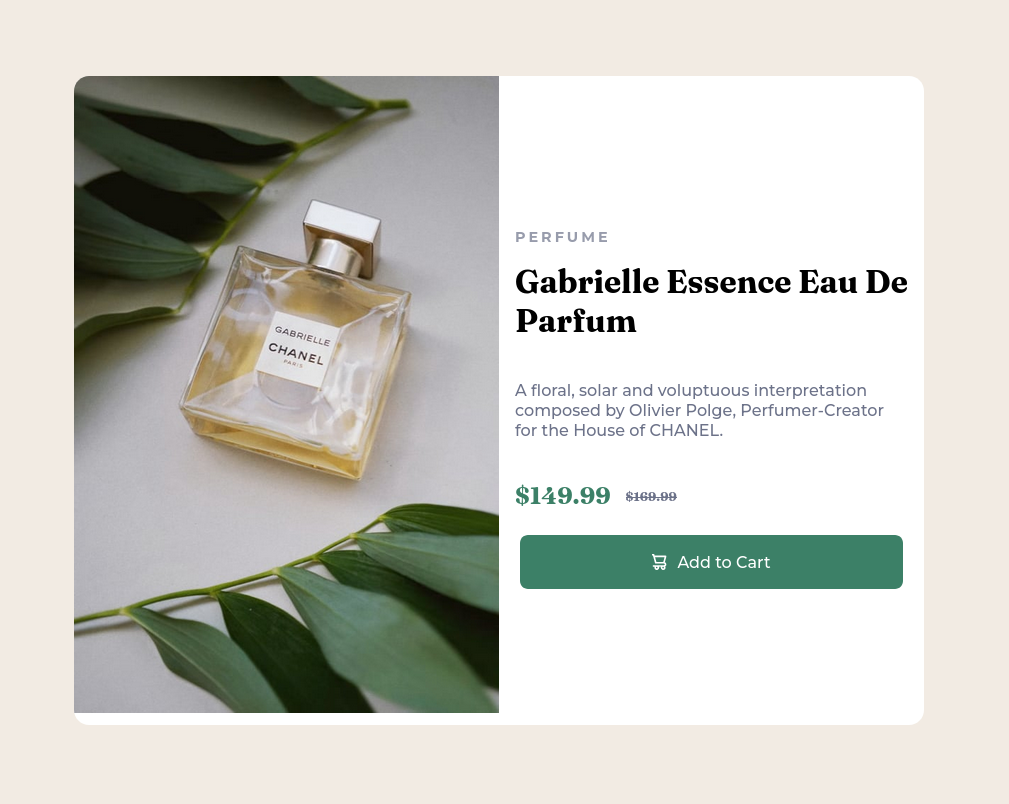 GABRIELLE
CHANEL
PARIS
PERFUME
Gabrielle Essence Eau De
Parfum
A floral, solar and voluptuous interpretation
composed by Olivier Polge, Perfumer-Creator
for the House of CHANEL.
$149.99 $169.99
Add to Cart